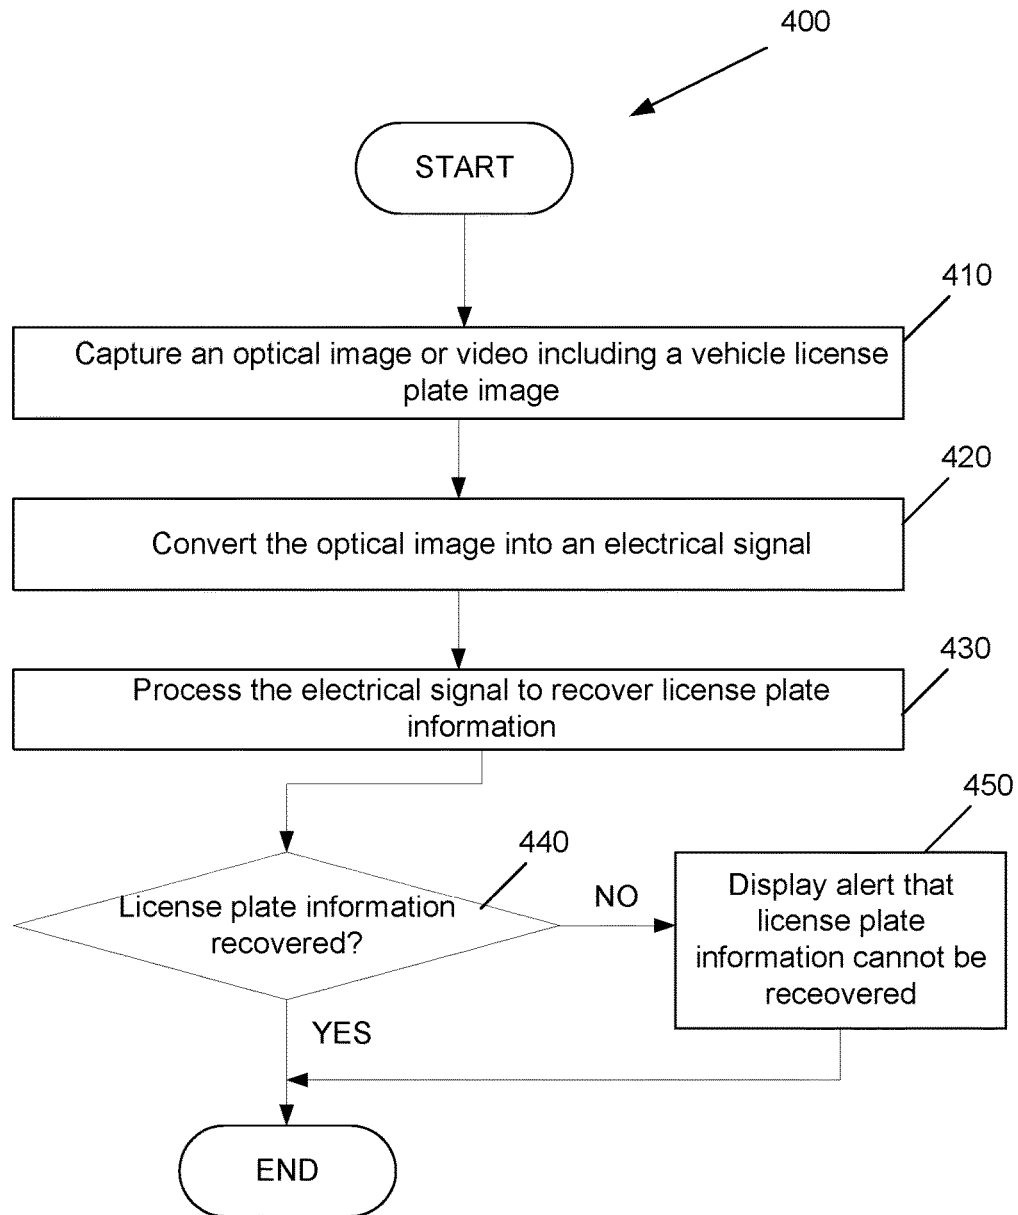 400
START
410
Capture an optical image or video including a vehicle license
plate image
420
Convert the optical image into an electrical signal
430
Process the electrical signal to recover license plate
information
440
License plate information
recovered?
NO
450
Display alert that
license plate
information cannot be
receovered
YES
END